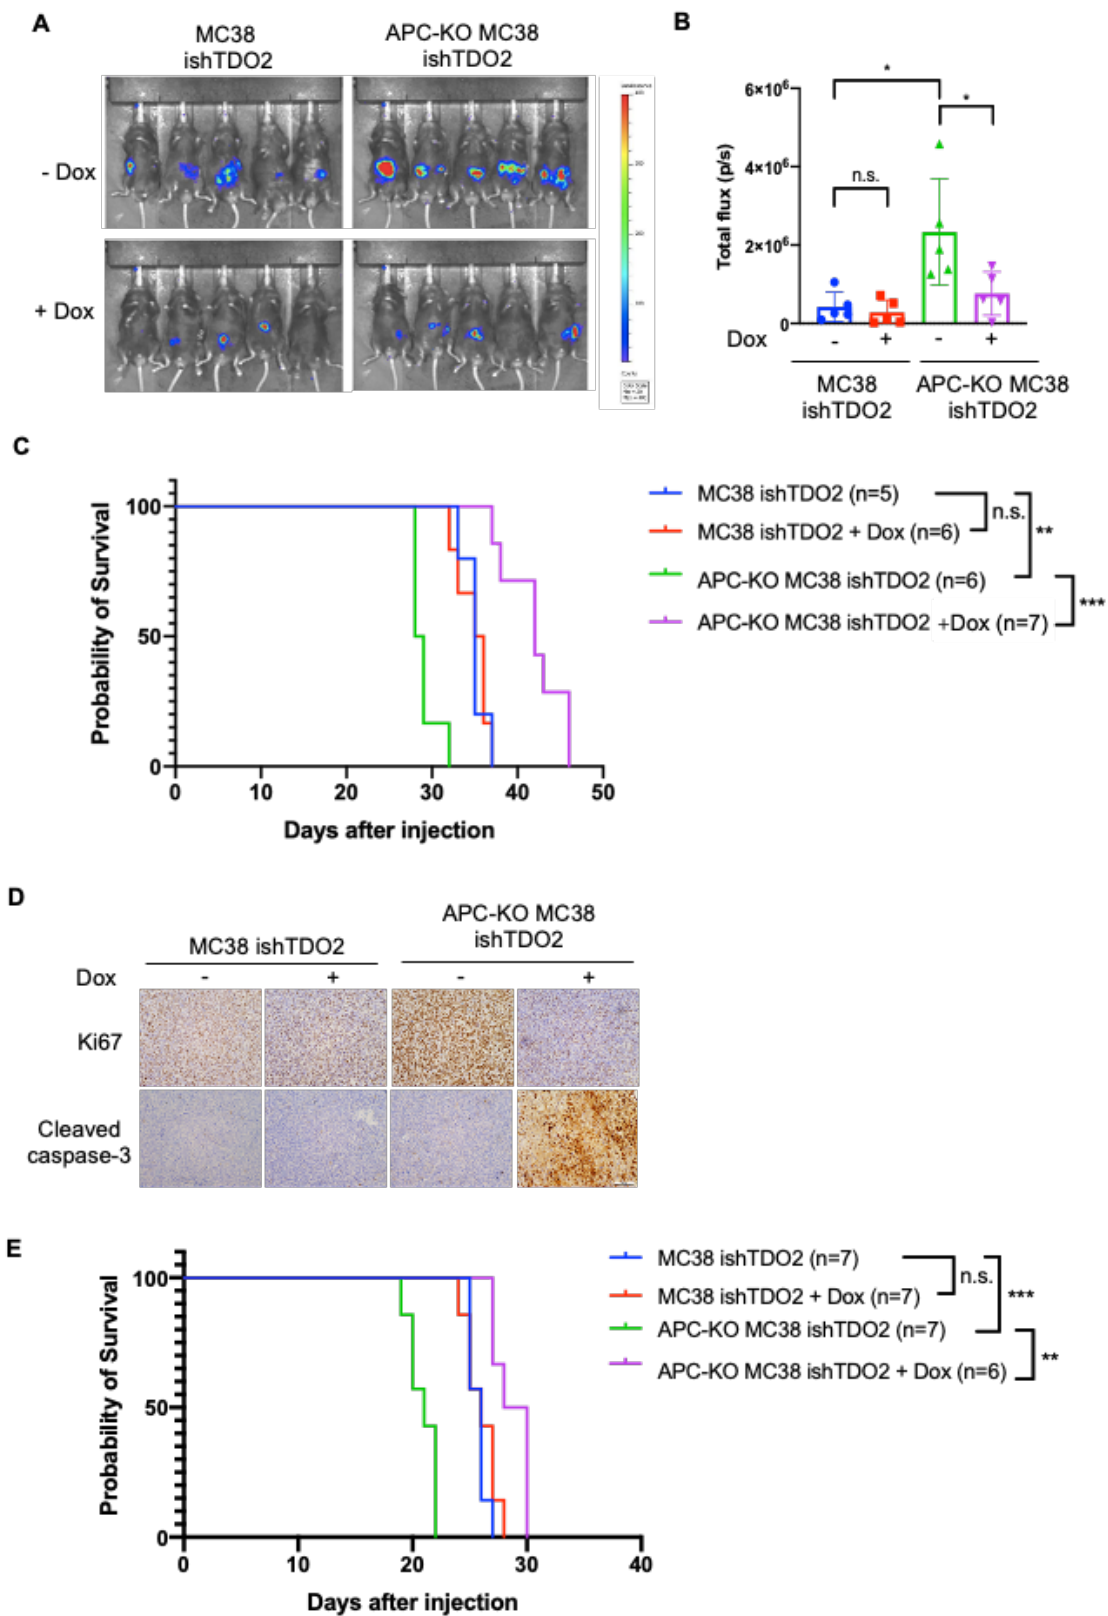 A
MC38
ishTDO2
APC-KO MC38
ishTDO2
- Dox
+ Dox
B
Total flux (p/s)
6×10⁶
4×10⁶
2×10⁶
0
*
*
n.s.
Dox
-
+
-
+
MC38
ishTDO2
APC-KO MC38
ishTDO2
C
Probability of Survival
100
50
0
0 10 20 30 40 50
Days after injection
MC38 ishTDO2 (n=5)
MC38 ishTDO2 + Dox (n=6)
APC-KO MC38 ishTDO2 (n=6)
APC-KO MC38 ishTDO2 +Dox (n=7)
n.s.
**
***
D
MC38 ishTDO2
APC-KO MC38
ishTDO2
Dox - + - +
Ki67
Cleaved
caspase-3
E
Probability of Survival
100
50
0
0 10 20 30 40
Days after injection
MC38 ishTDO2 (n=7)
MC38 ishTDO2 + Dox (n=7)
APC-KO MC38 ishTDO2 (n=7)
APC-KO MC38 ishTDO2 + Dox (n=6)
n.s.
***
**